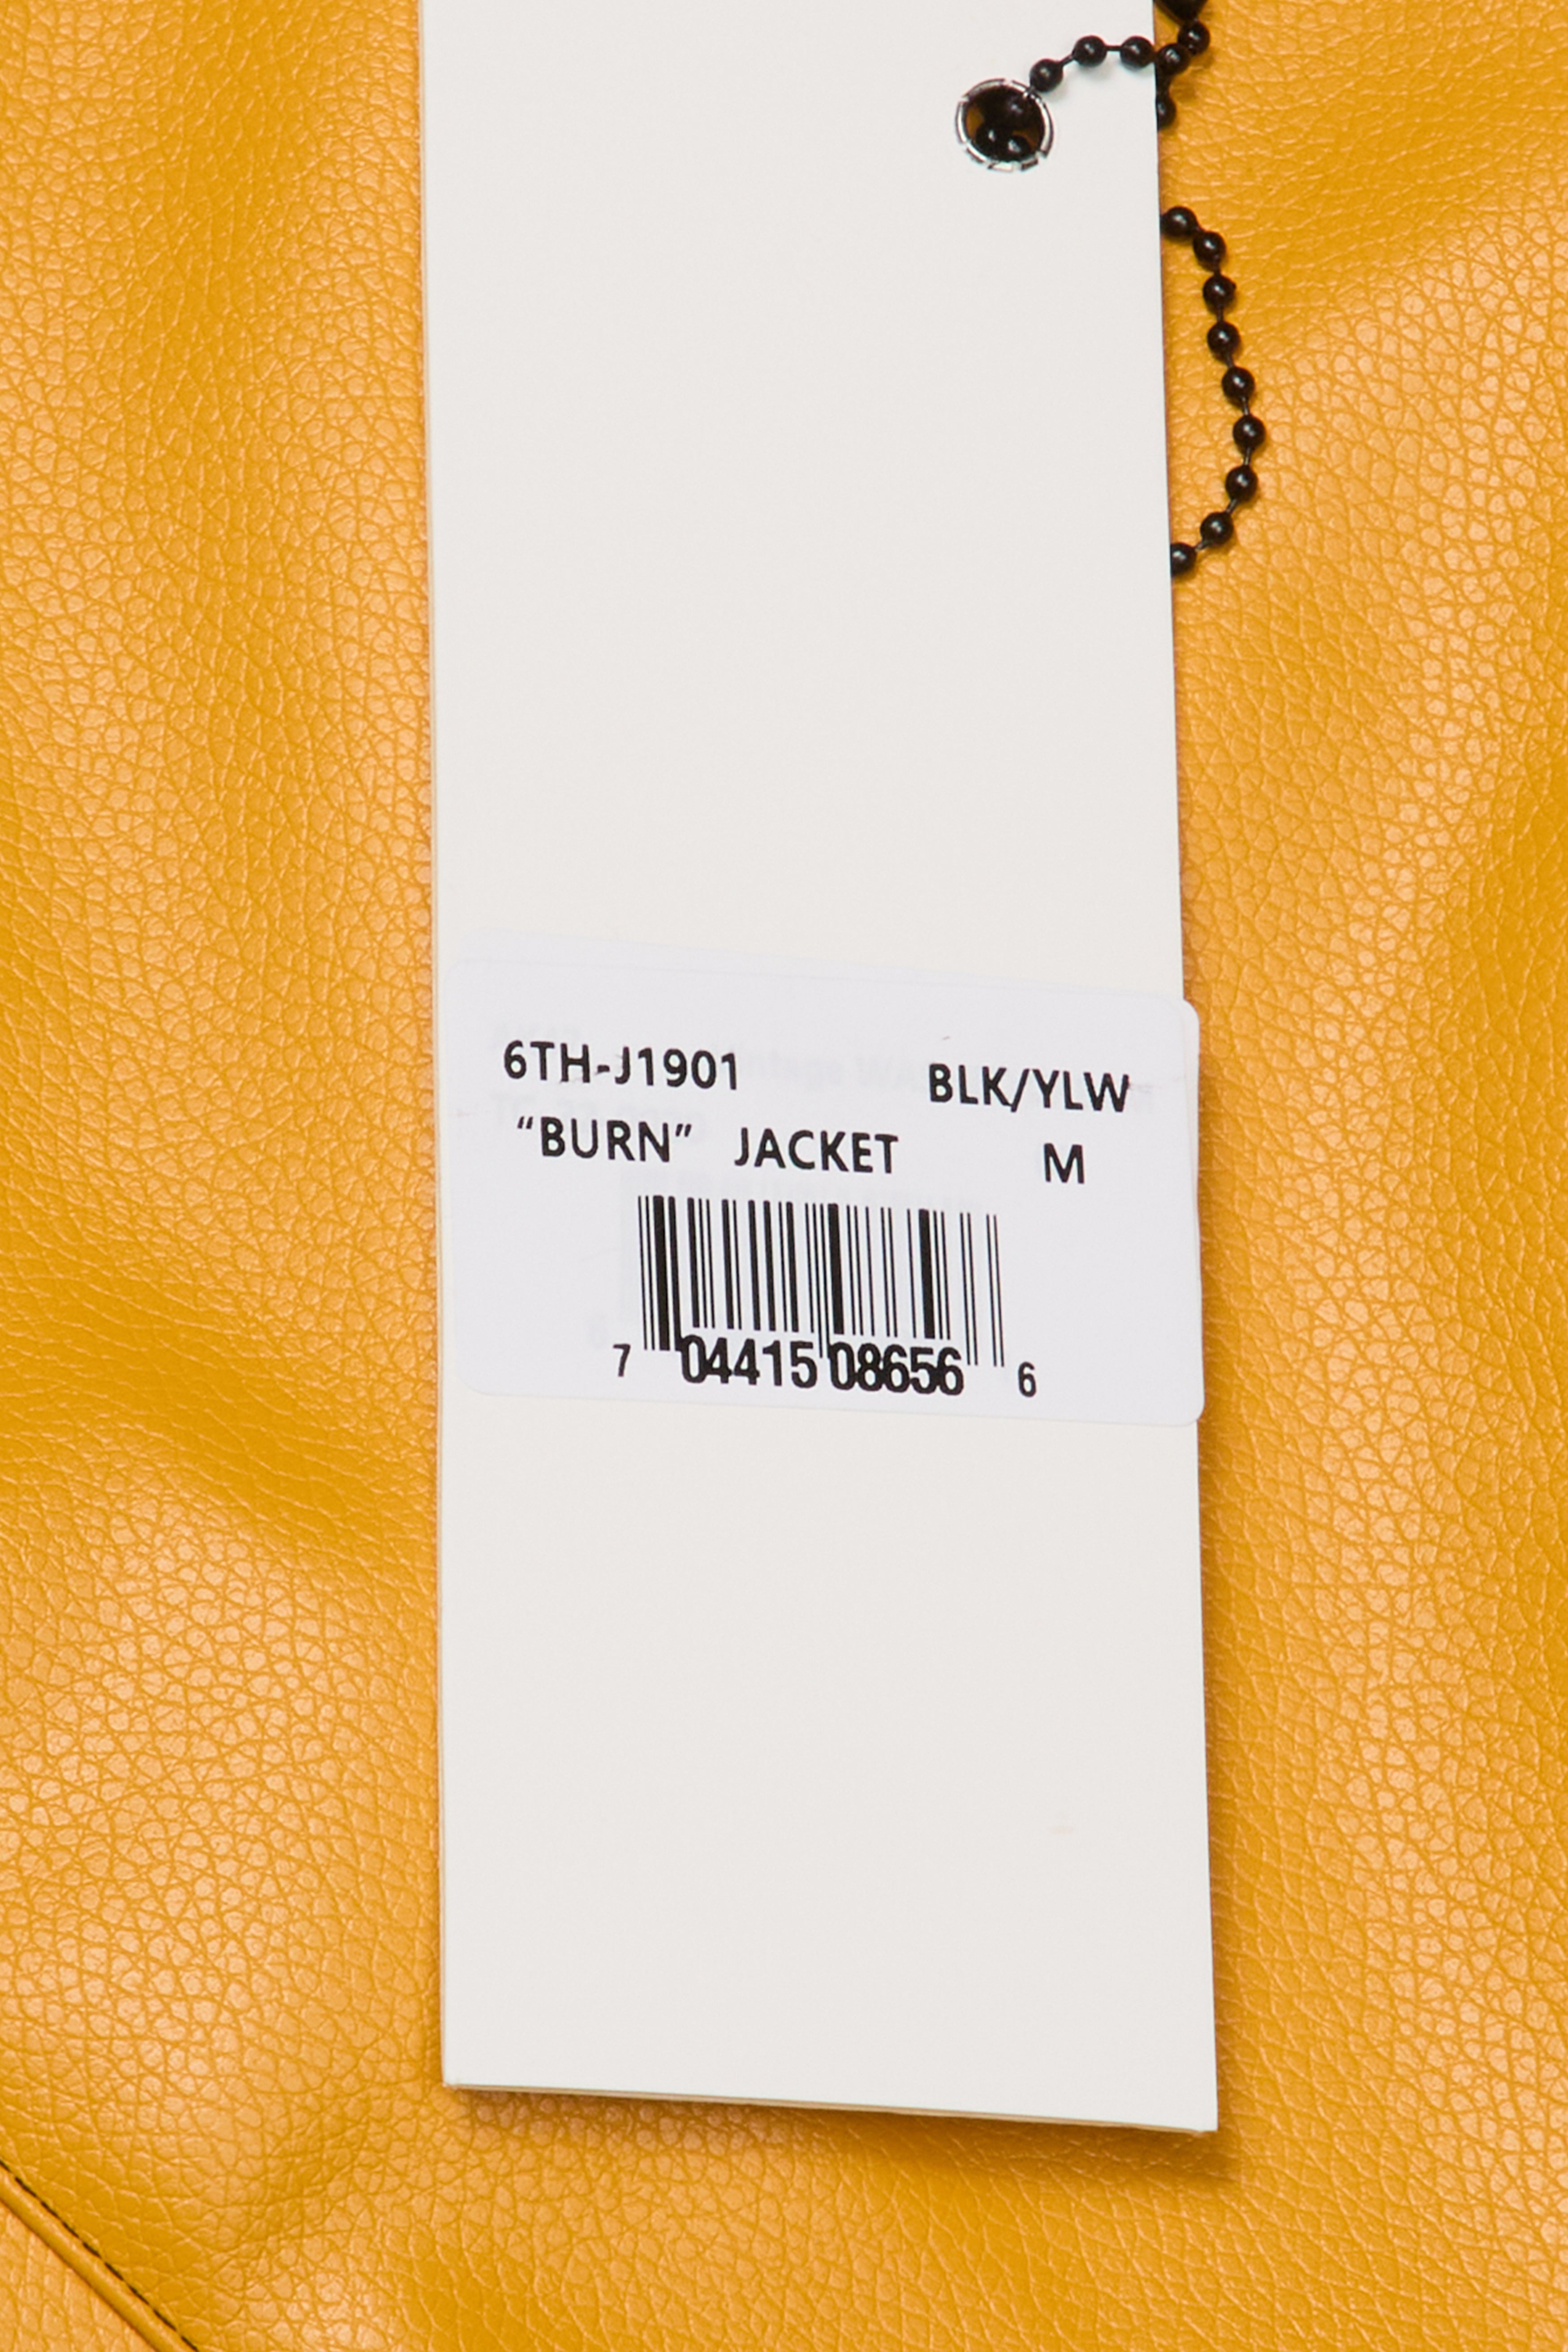 6TH-J1901 BLK/YLW
“BURN” JACKET M
7 04415 08656 6